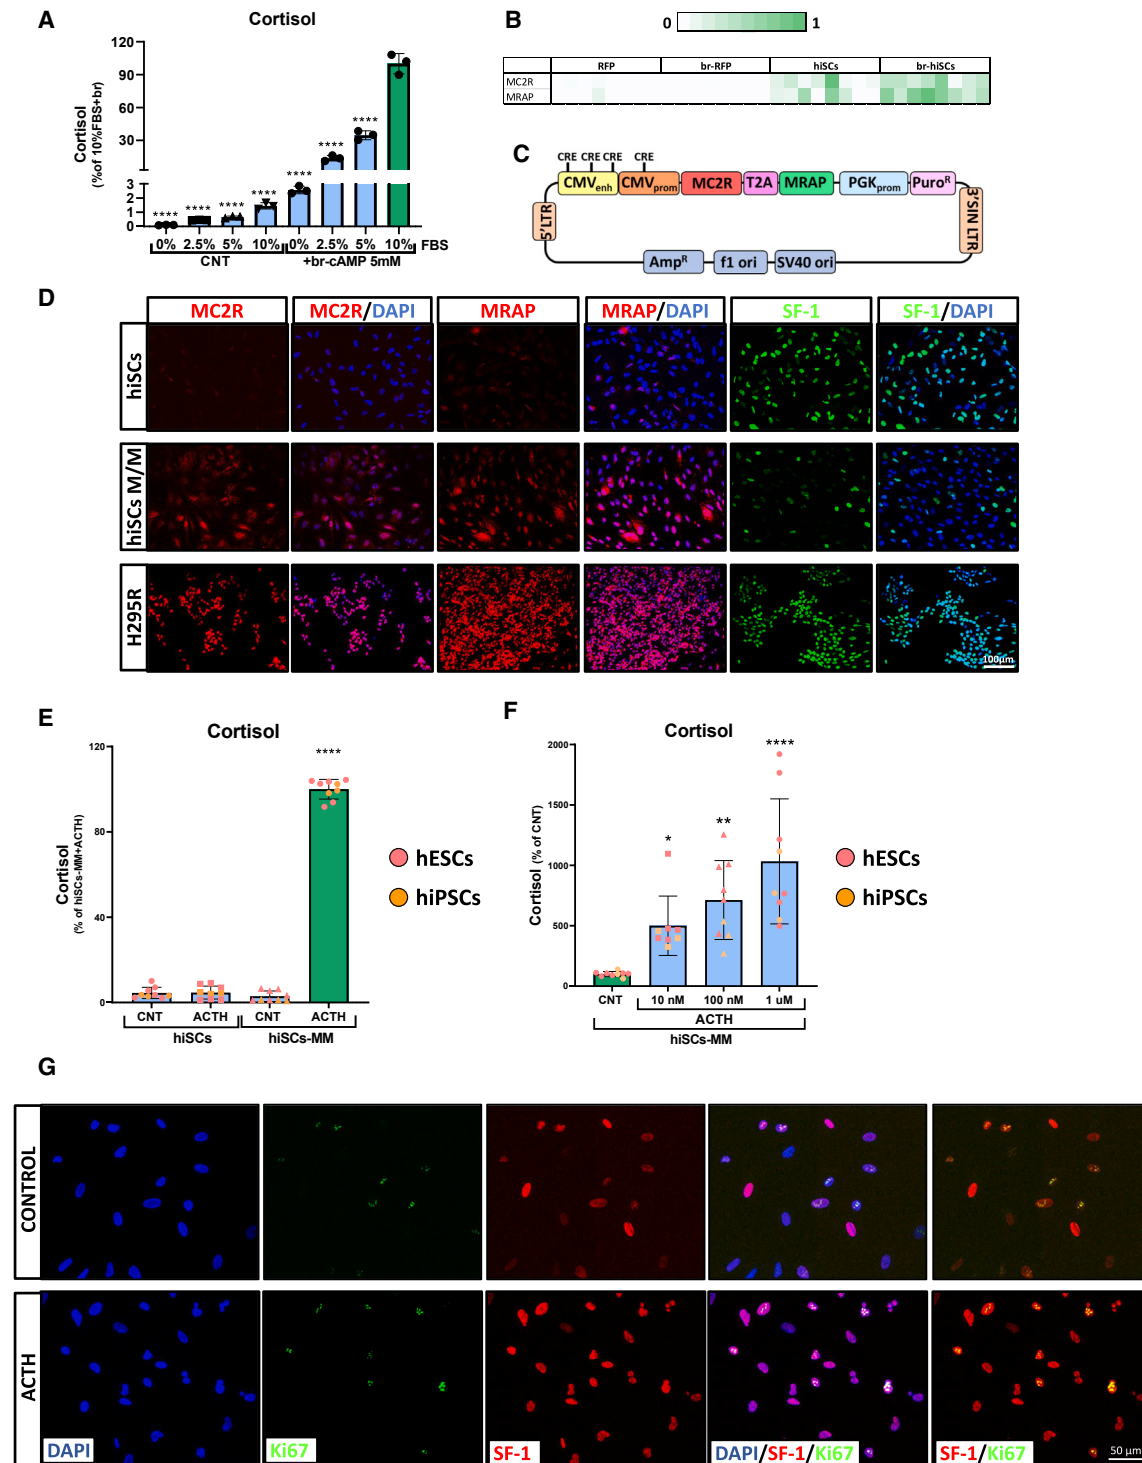 A
Cortisol
Cortisol
(%of 10%FBS+br)
120
90
60
30
3
2
1
0
****
****
****
****
****
****
****
0% 2.5% 5% 10% 0% 2.5% 5% 10% FBS
CNT +br-cAMP 5mM
B
0 1
RFP br-RFP hiSCs br-hiSCs
MC2R
MRAP
C
CRE CRE CRE CRE
CMVenh CMVprom MC2R T2A MRAP PGKprom PuroR
5'LTR
3'SIN LTR
AmpR f1 ori SV40 ori
D
MC2R MC2R/DAPI MRAP MRAP/DAPI SF-1 SF-1/DAPI
hiSCs
hiSCs M/M
H295R
100μm
E
Cortisol
Cortisol
(% of hiSCs-MM+ACTH)
120
80
40
0
****
CNT ACTH CNT ACTH
hiSCs hiSCs-MM
hESCs
hiPSCs
F
Cortisol
Cortisol (% of CNT)
2000
1500
1000
500
0
*
**
****
CNT 10 nM 100 nM 1 uM
ACTH
hiSCs-MM
hESCs
hiPSCs
G
CONTROL
ACTH
DAPI Ki67 SF-1 DAPI/SF-1/Ki67 SF-1/Ki67
50 μm